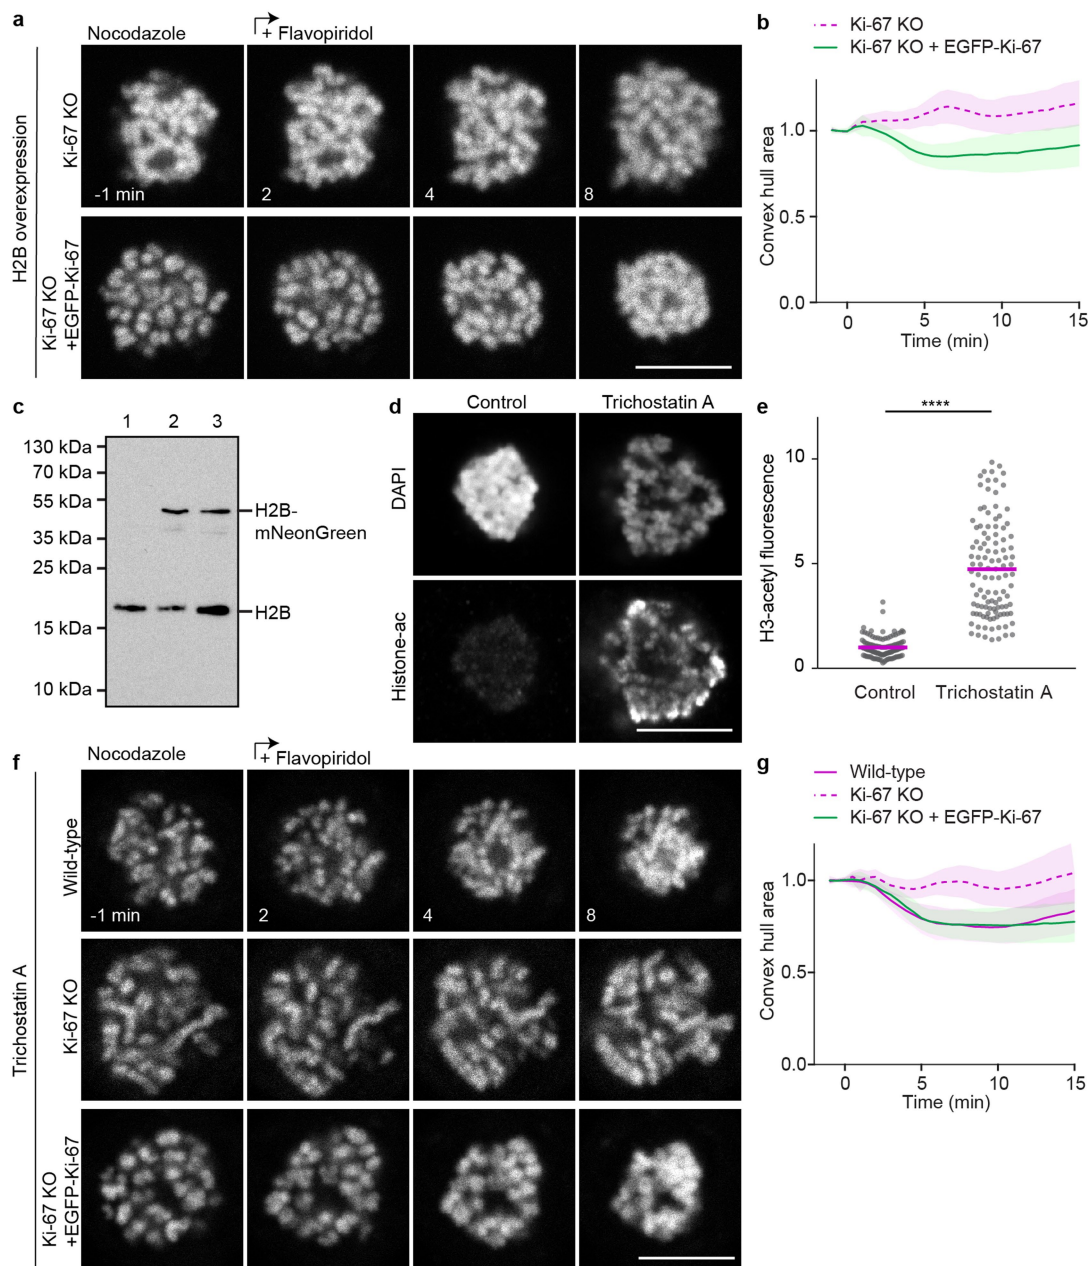 a
Nocodazole
+ Flavopiridol
H2B overexpression
Ki-67 KO
-1 min
2
4
8
Ki-67 KO
+EGFP-Ki-67
b
Ki-67 KO
Ki-67 KO + EGFP-Ki-67
Convex hull area
1.0
0.5
0.0
0
5
10
15
Time (min)
c
1
2
3
130 kDa
70 kDa
55 kDa
35 kDa
25 kDa
15 kDa
10 kDa
H2B-
mNeonGreen
H2B
d
Control
Trichostatin A
DAPI
Histone-ac
e
****
H3-acetyl fluorescence
10
5
0
Control
Trichostatin A
f
Nocodazole
+ Flavopiridol
Trichostatin A
Wild-type
-1 min
2
4
8
Ki-67 KO
Ki-67 KO
+EGFP-Ki-67
g
Wild-type
Ki-67 KO
Ki-67 KO + EGFP-Ki-67
Convex hull area
1.0
0.5
0.0
0
5
10
15
Time (min)